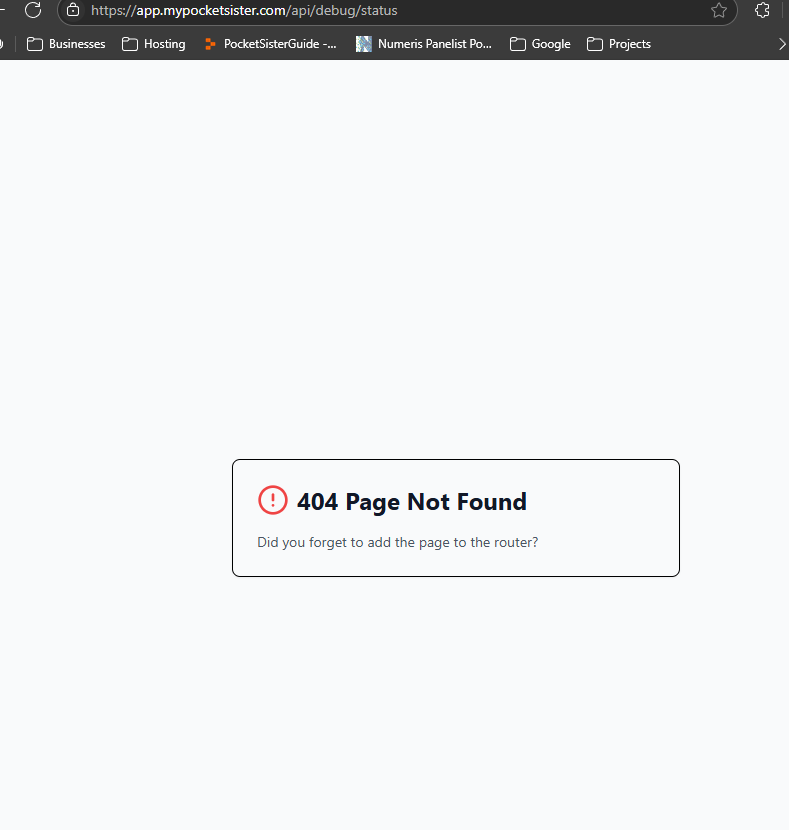 https://app.mypocketsister.com/api/debug/status
Businesses Hosting PocketSisterGuide -... Numeris Panelist Po... Google Projects
404 Page Not Found
Did you forget to add the page to the router?